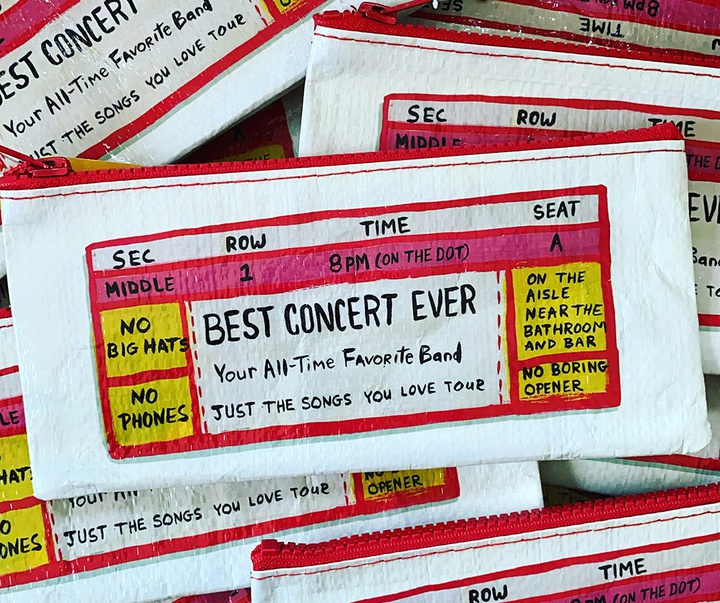 BEST CONCERT
Your All-Time Favorite Band
JUST THE SONGS YOU LOVE TOUR
TIME
SEC ROW TIME
MIDDLE
SEC ROW TIME SEAT
MIDDLE 1 8PM (ON THE DOT) A
NO
BIG HATS
NO
PHONES
BEST CONCERT EVER
Your All-Time Favorite Band
JUST THE SONGS YOU LOVE TOUR
ON THE
AISLE
NEAR THE
BATHROOM
AND BAR
NO BORING
OPENER
JUST THE SONGS YOU LOVE TOUR
OPENER
ROW TIME
(ON THE DOT)